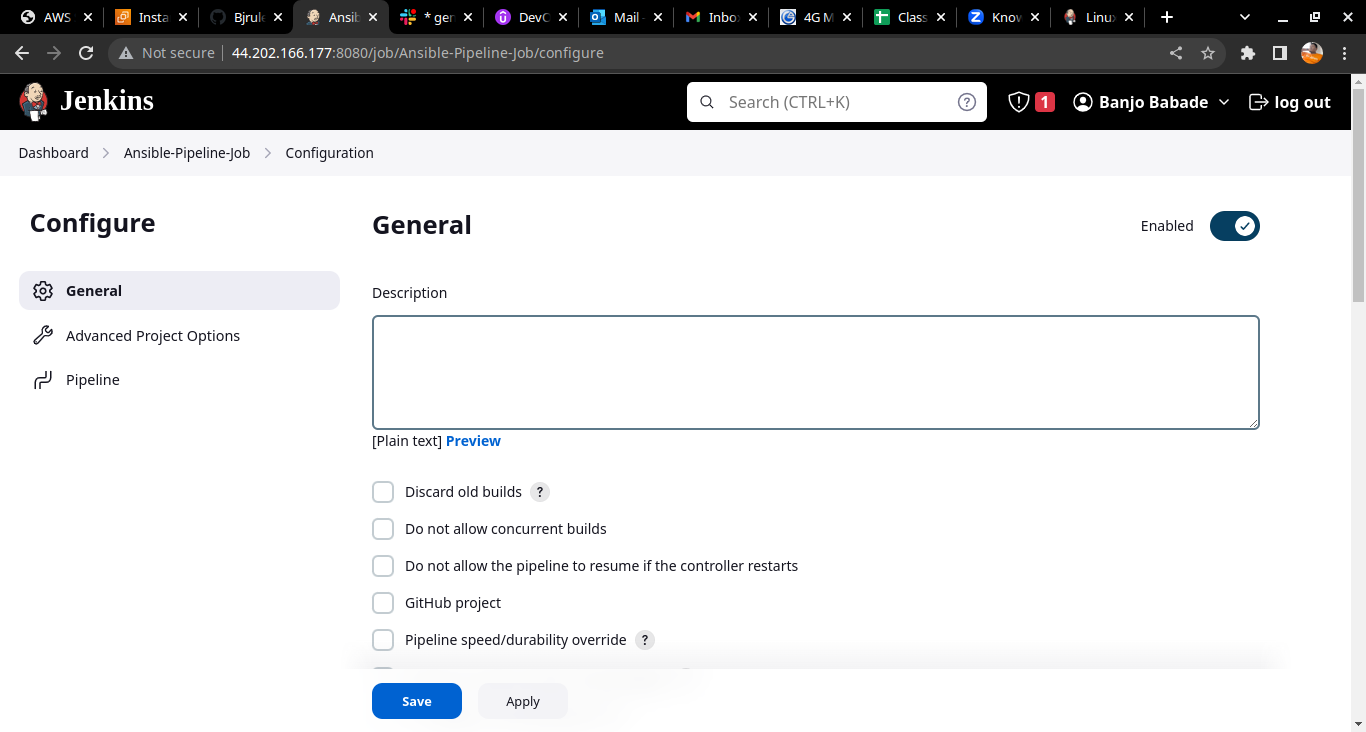 AWS Insta Bjrule Ansib * gen DevC Mail - Inbo 4G M Class Know Linux
Not secure 44.202.166.177:8080/job/Ansible-Pipeline-Job/configure
Jenkins Search (CTRL+K) ? 1 Banjo Babade log out
Dashboard Ansible-Pipeline-Job Configuration
Configure
General
Advanced Project Options
Pipeline
General Enabled
Description
[Plain text] Preview
Discard old builds ?
Do not allow concurrent builds
Do not allow the pipeline to resume if the controller restarts
GitHub project
Pipeline speed/durability override ?
Save Apply